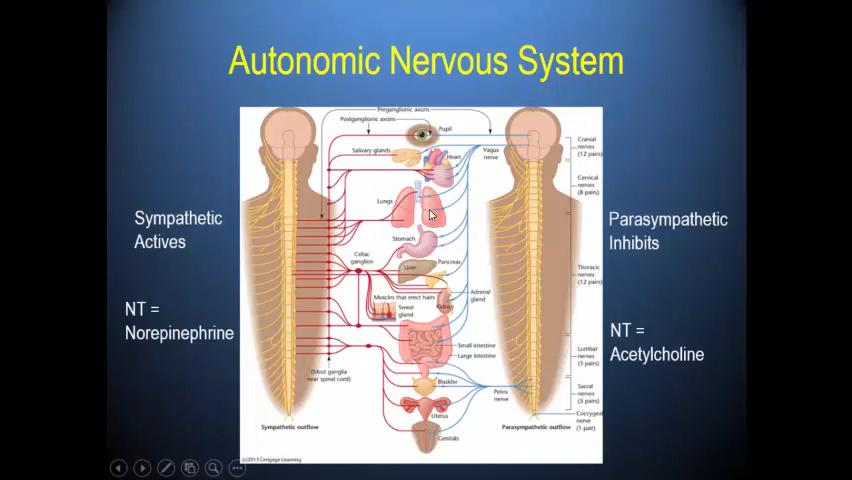 Autonomic Nervous System
Preganglionic axons
Postganglionic axons
Pupil
Salivary glands
Heart
Vagus
nerve
Cranial
nerves
(12 pairs)
Cervical
nerves
(8 pairs)
Lungs
Sympathetic
Actives
Parasympathetic
Inhibits
Stomach
Celiac
ganglion
Liver
Pancreas
Thoracic
nerves
(12 pairs)
Adrenal
gland
Kidney
Muscles that erect hairs
Sweat
gland
NT =
Norepinephrine
NT =
Acetylcholine
Small intestine
Large intestine
Lumbar
nerves
(5 pairs)
(Most ganglia
near spinal cord)
Bladder
Pelvic
nerve
Sacral
nerves
(5 pairs)
Uterus
Coccygeal
nerve
(1 pair)
Sympathetic outflow
Parasympathetic outflow
Genitals
(c)2013 Cengage Learning